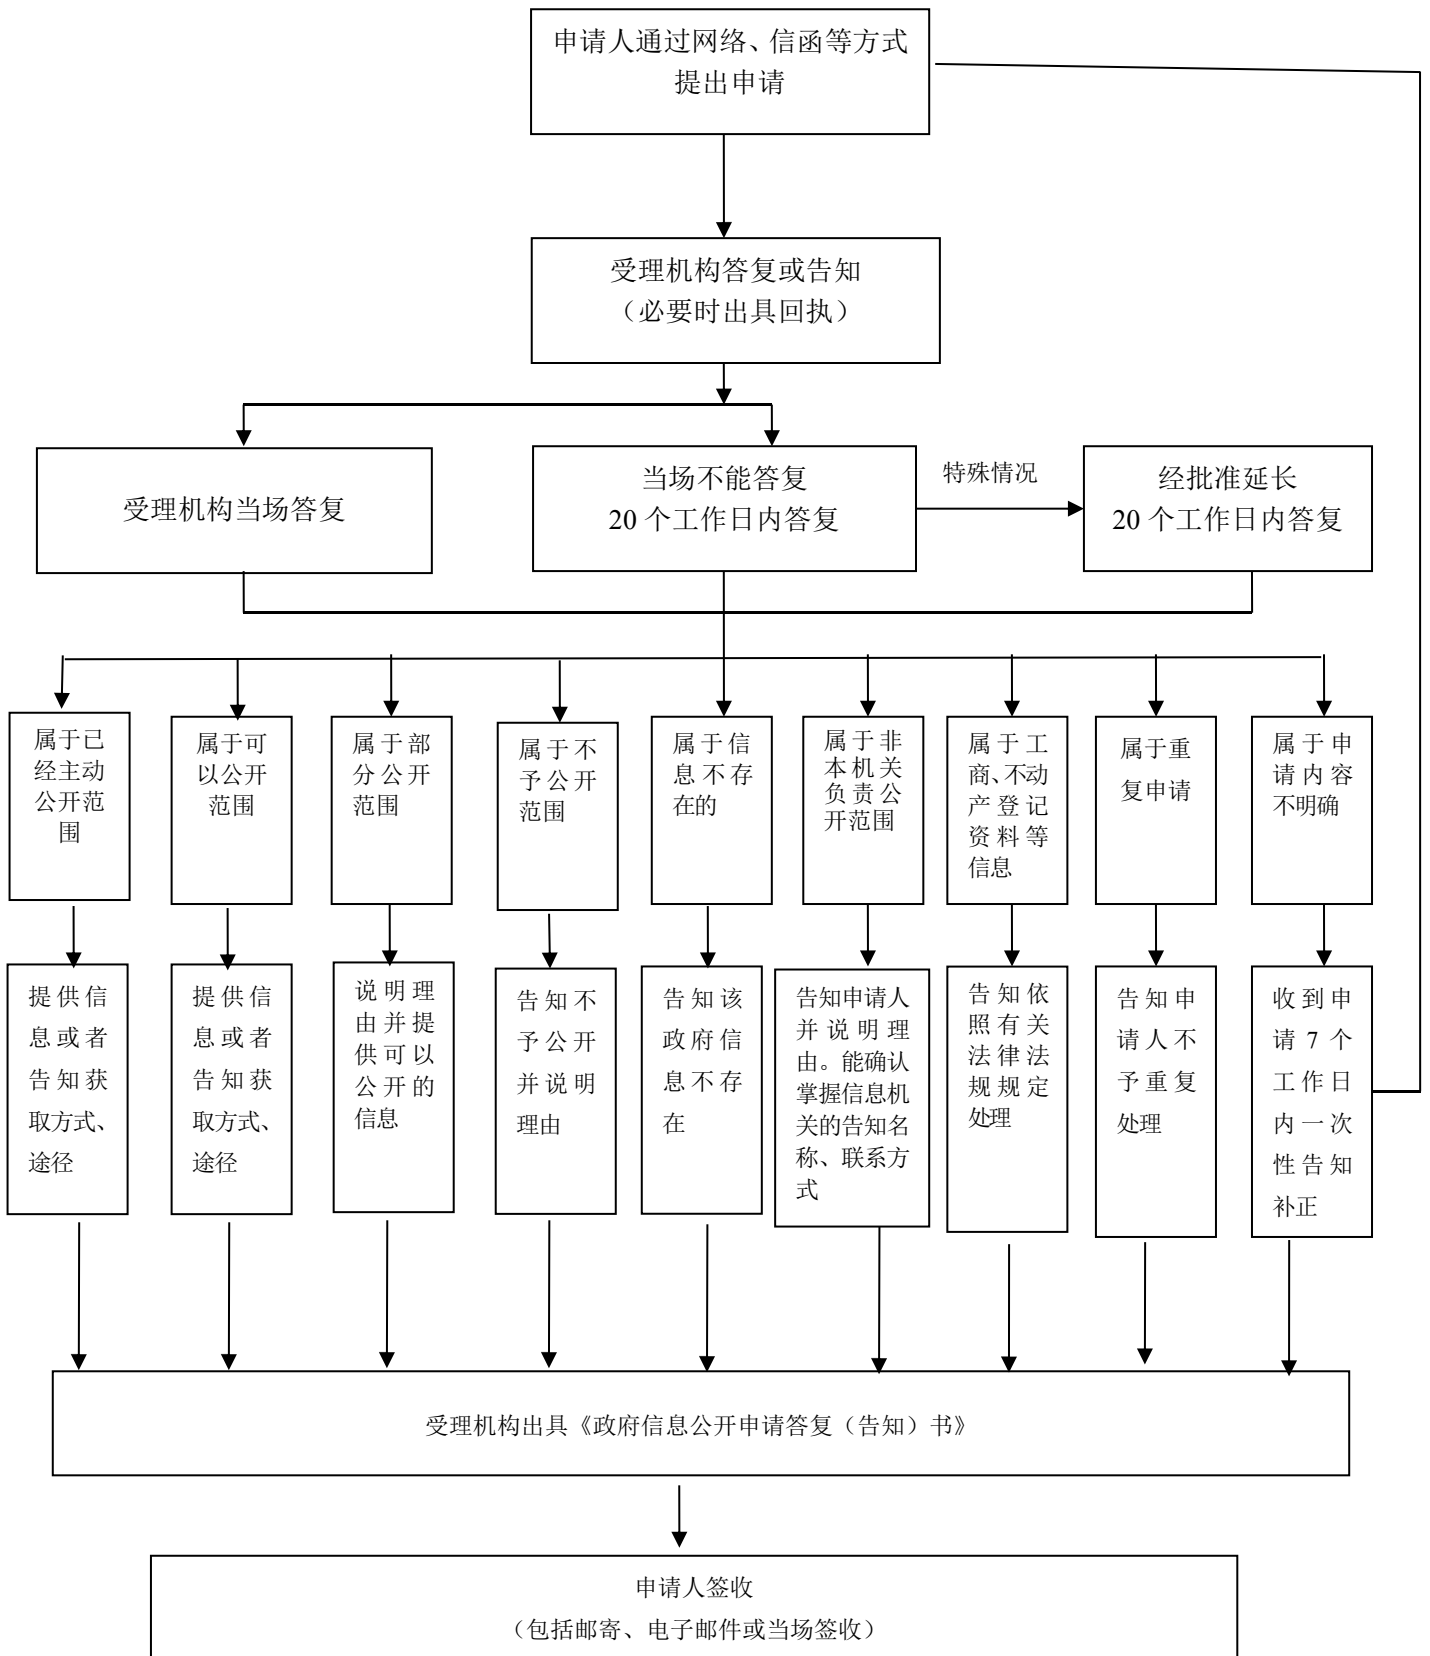 申请人通过网络、信函等方式
提出申请
受理机构答复或告知
（必要时出具回执）
受理机构当场答复
当场不能答复
20 个工作日内答复
特殊情况
经批准延长
20 个工作日内答复
属于已
经主动
公开范
围
属于可
以公开
范围
属于部
分公开
范围
属于不
予公开
范围
属于信
息不存
在的
属于非
本机关
负责公
开范围
属于工
商、不动
产登记
资料等
信息
属于重
复申请
属于申
请内容
不明确
提供信
息或者
告知获
取方式、
途径
提供信
息或者
告知获
取方式、
途径
说明理
由并提
供可以
公开的
信息
告知不
予公开
并说明
理由
告知该
政府信
息不存
在
告知申请人
并说明理
由。能确认
掌握信息机
关的告知名
称、联系方
式
告知依
照有关
法律法
规规定
处理
告知申
请人不
予重复
处理
收到申
请 7 个
工作日
内一次
性告知
补正
受理机构出具《政府信息公开申请答复（告知）书》
申请人签收
（包括邮寄、电子邮件或当场签收）